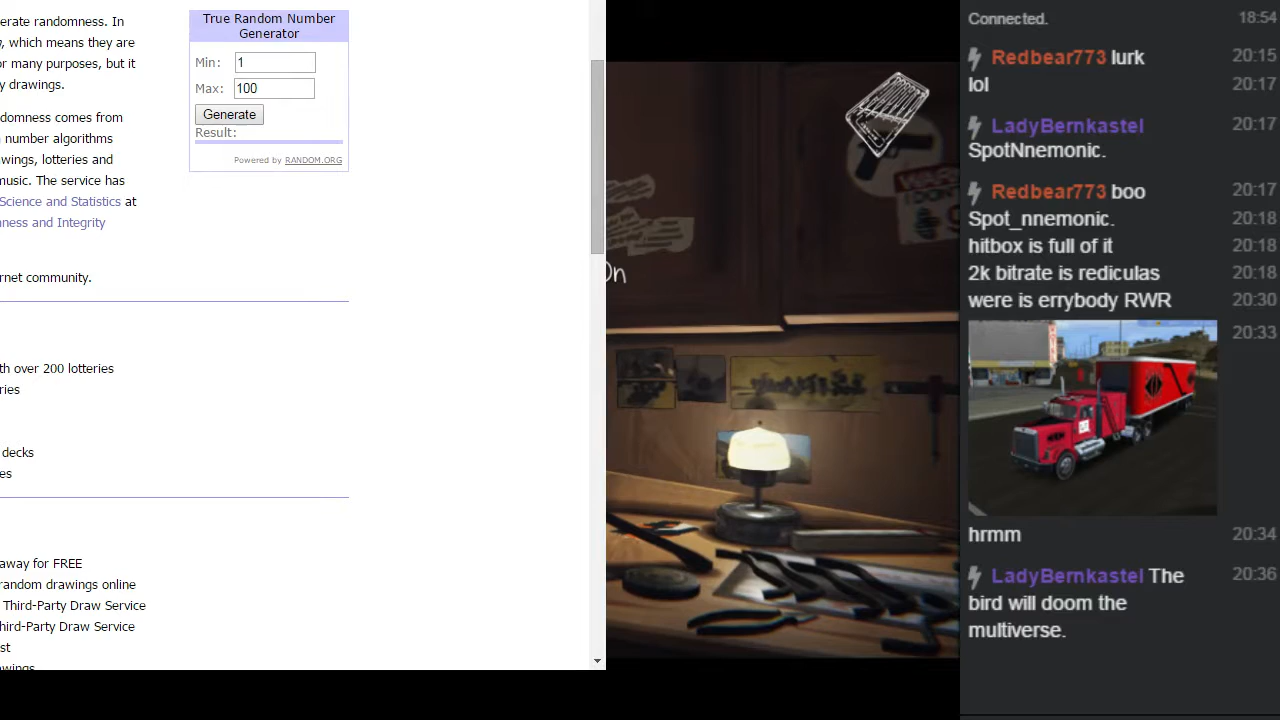 erate randomness. In
, which means they are
or many purposes, but it
y drawings.
domness comes from
number algorithms
wings, lotteries and
music. The service has
Science and Statistics at
ness and Integrity
rnet community.
th over 200 lotteries
ries
decks
es
away for FREE
random drawings online
Third-Party Draw Service
hird-Party Draw Service
st
awings
True Random Number
Generator
Min: 1
Max: 100
Generate
Result:
Powered by RANDOM.ORG
On
Connected. 18:54
Redbear773 lurk 20:15
lol 20:17
LadyBernkastel 20:17
SpotNnemonic.
Redbear773 boo 20:17
Spot_nnemonic. 20:18
hitbox is full of it 20:18
2k bitrate is rediculas 20:18
were is errybody RWR 20:30
20:33
hrmm 20:34
LadyBernkastel The 20:36
bird will doom the
multiverse.